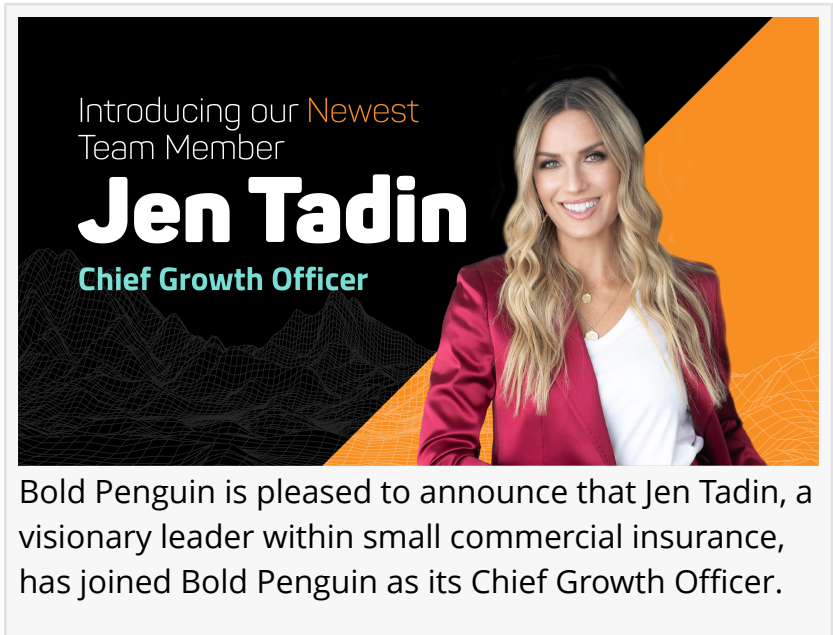 Introducing our Newest
Team Member
Jen Tadin
Chief Growth Officer
Bold Penguin is pleased to announce that Jen Tadin, a
visionary leader within small commercial insurance,
has joined Bold Penguin as its Chief Growth Officer.